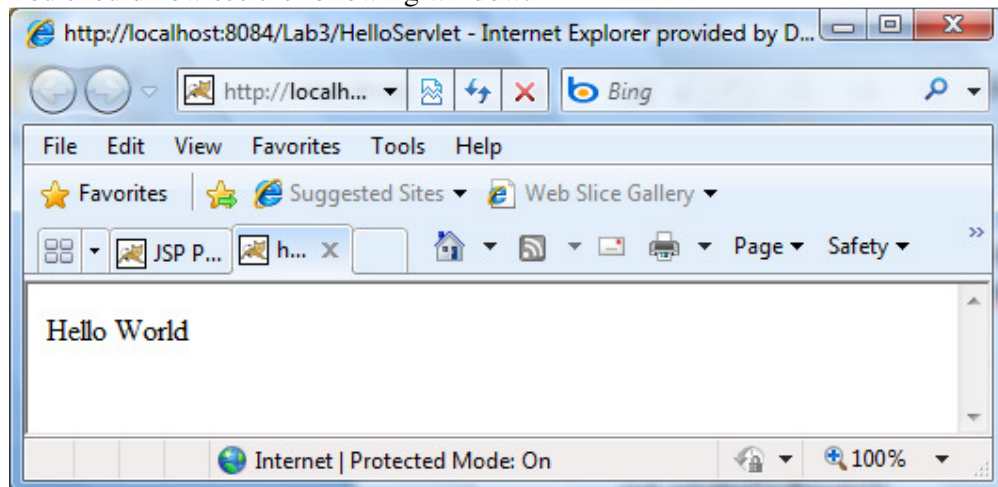 http://localhost:8084/Lab3/HelloServlet - Internet Explorer provided by D...
http://localh... Bing
File Edit View Favorites Tools Help
Favorites Suggested Sites Web Slice Gallery
JSP P... h... Page Safety
Hello World
Internet | Protected Mode: On 100%